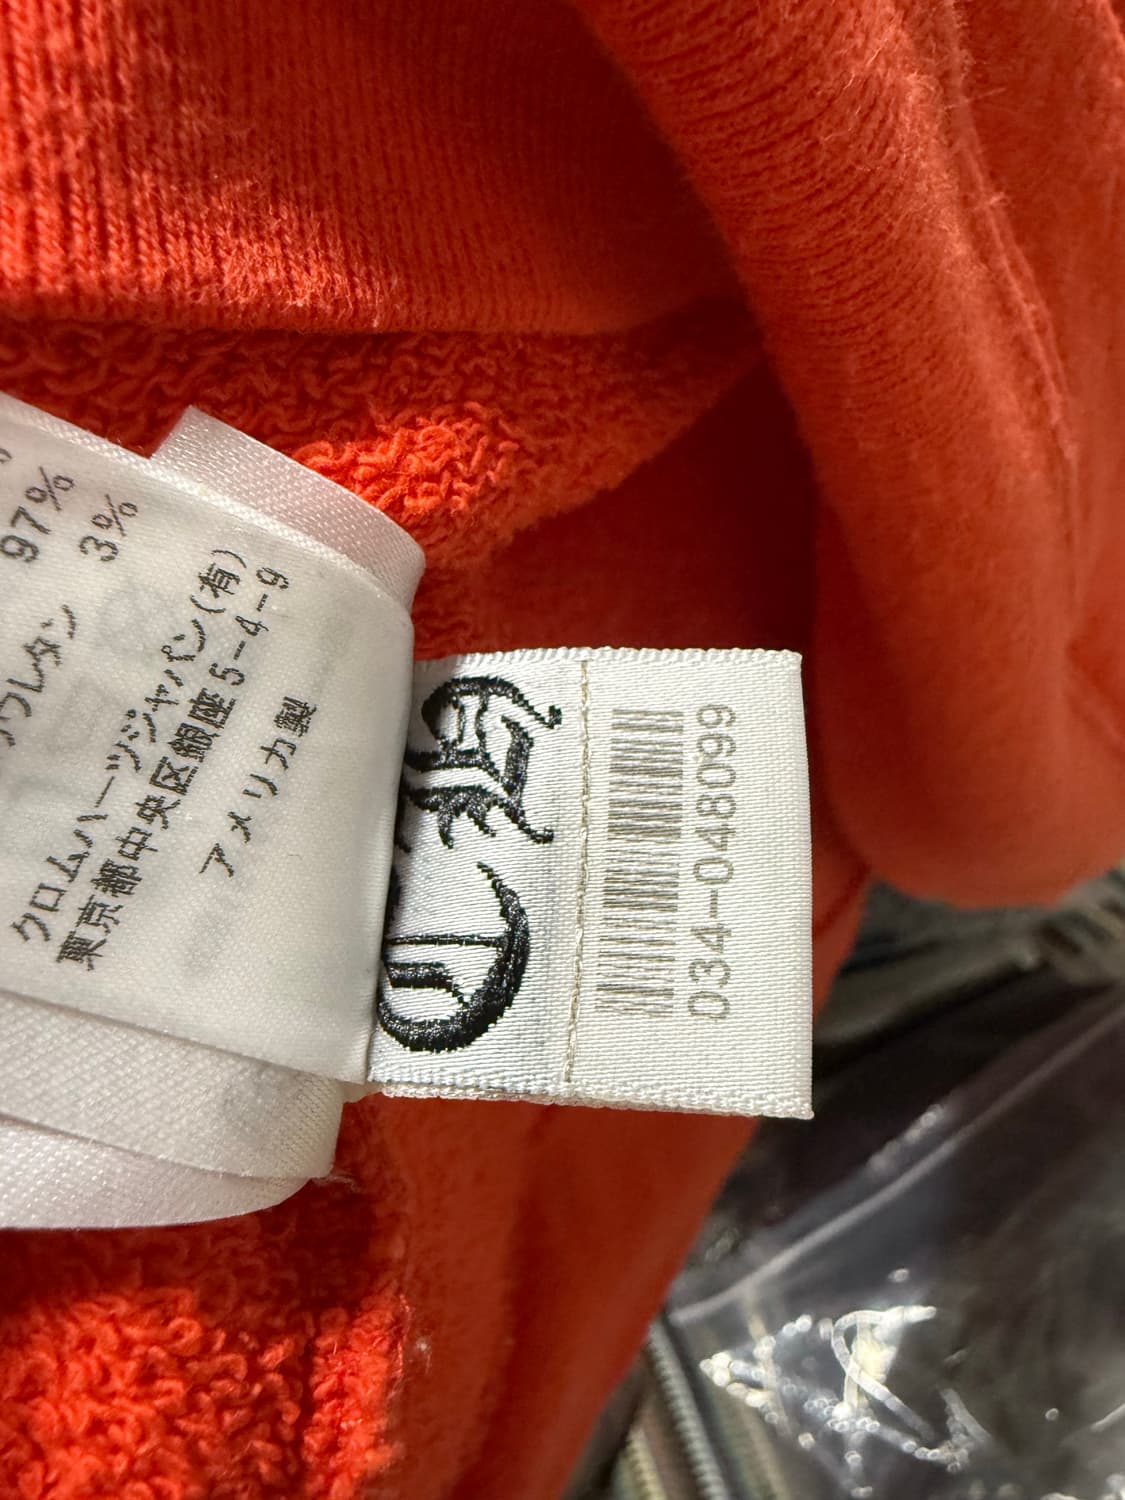 97%
ウレタン 3%
クロムハーツジャパン(有)
東京都中央区銀座5-4-9
アメリカ製
CH
034-048099